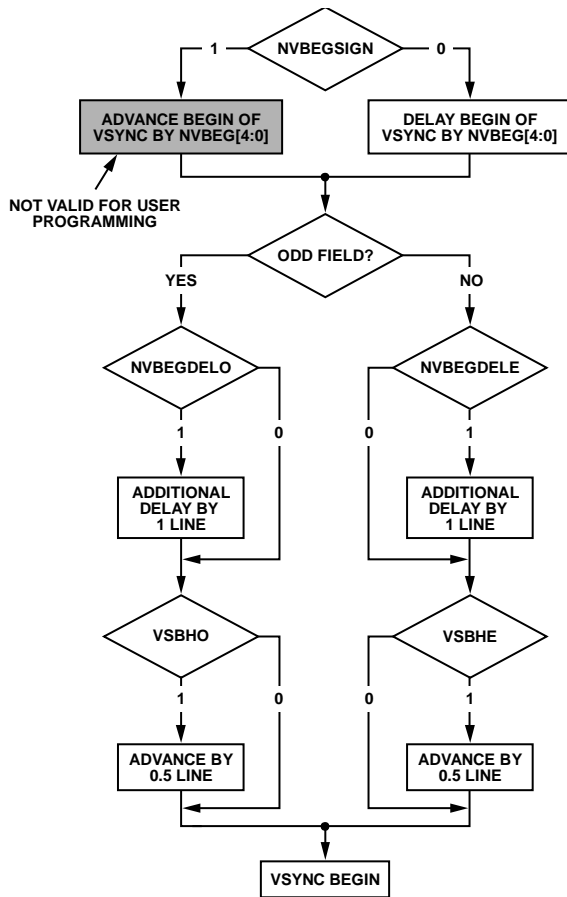 NVBEGSIGN
1
0
ADVANCE BEGIN OF
VSYNC BY NVBEG[4:0]
DELAY BEGIN OF
VSYNC BY NVBEG[4:0]
NOT VALID FOR USER
PROGRAMMING
ODD FIELD?
YES
NO
NVBEGDELO
NVBEGDELE
1
0
0
1
ADDITIONAL
DELAY BY
1 LINE
ADDITIONAL
DELAY BY
1 LINE
VSBHO
VSBHE
1
0
0
1
ADVANCE BY
0.5 LINE
ADVANCE BY
0.5 LINE
VSYNC BEGIN